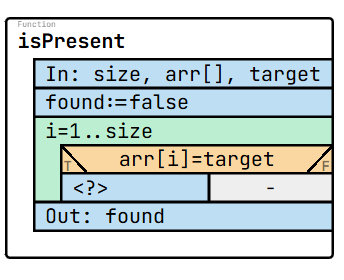 Function
isPresent
In: size, arr[], target
found:=false
i=1..size
arr[i]=target
T
F
<?>
-
Out: found